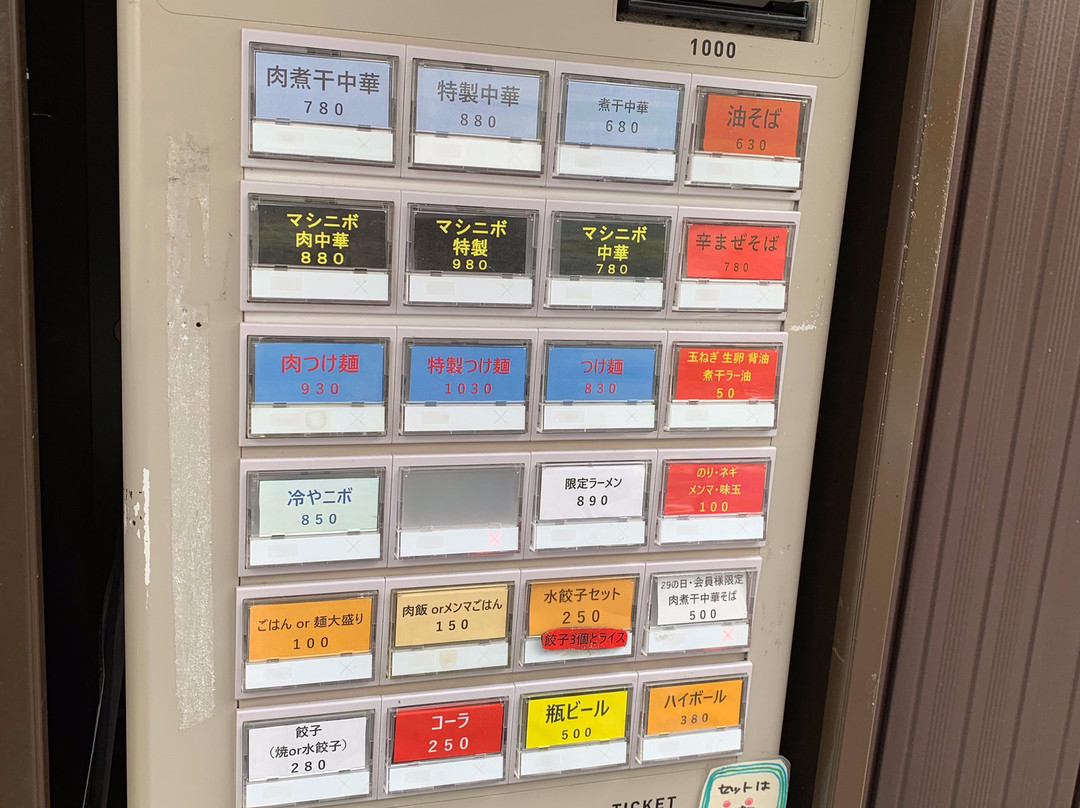 1000
肉煮干中華
780
特製中華
880
煮干中華
680
油そば
630
マシニボ
肉中華
880
マシニボ
特製
980
マシニボ
中華
780
辛まぜそば
780
肉つけ麺
930
特製つけ麺
1030
つけ麺
830
玉ねぎ 生卵 背油
煮干ラー油
50
冷やニボ
850
限定ラーメン
890
のり・ネギ
メンマ・味玉
100
ごはん or 麺大盛り
100
肉飯 orメンマごはん
150
水餃子セット
250
餃子3個とライス
29の日・会員様限定
肉煮干中華そば
500
餃子
(焼or水餃子)
280
コーラ
250
瓶ビール
500
ハイボール
380
TICKET
セットは